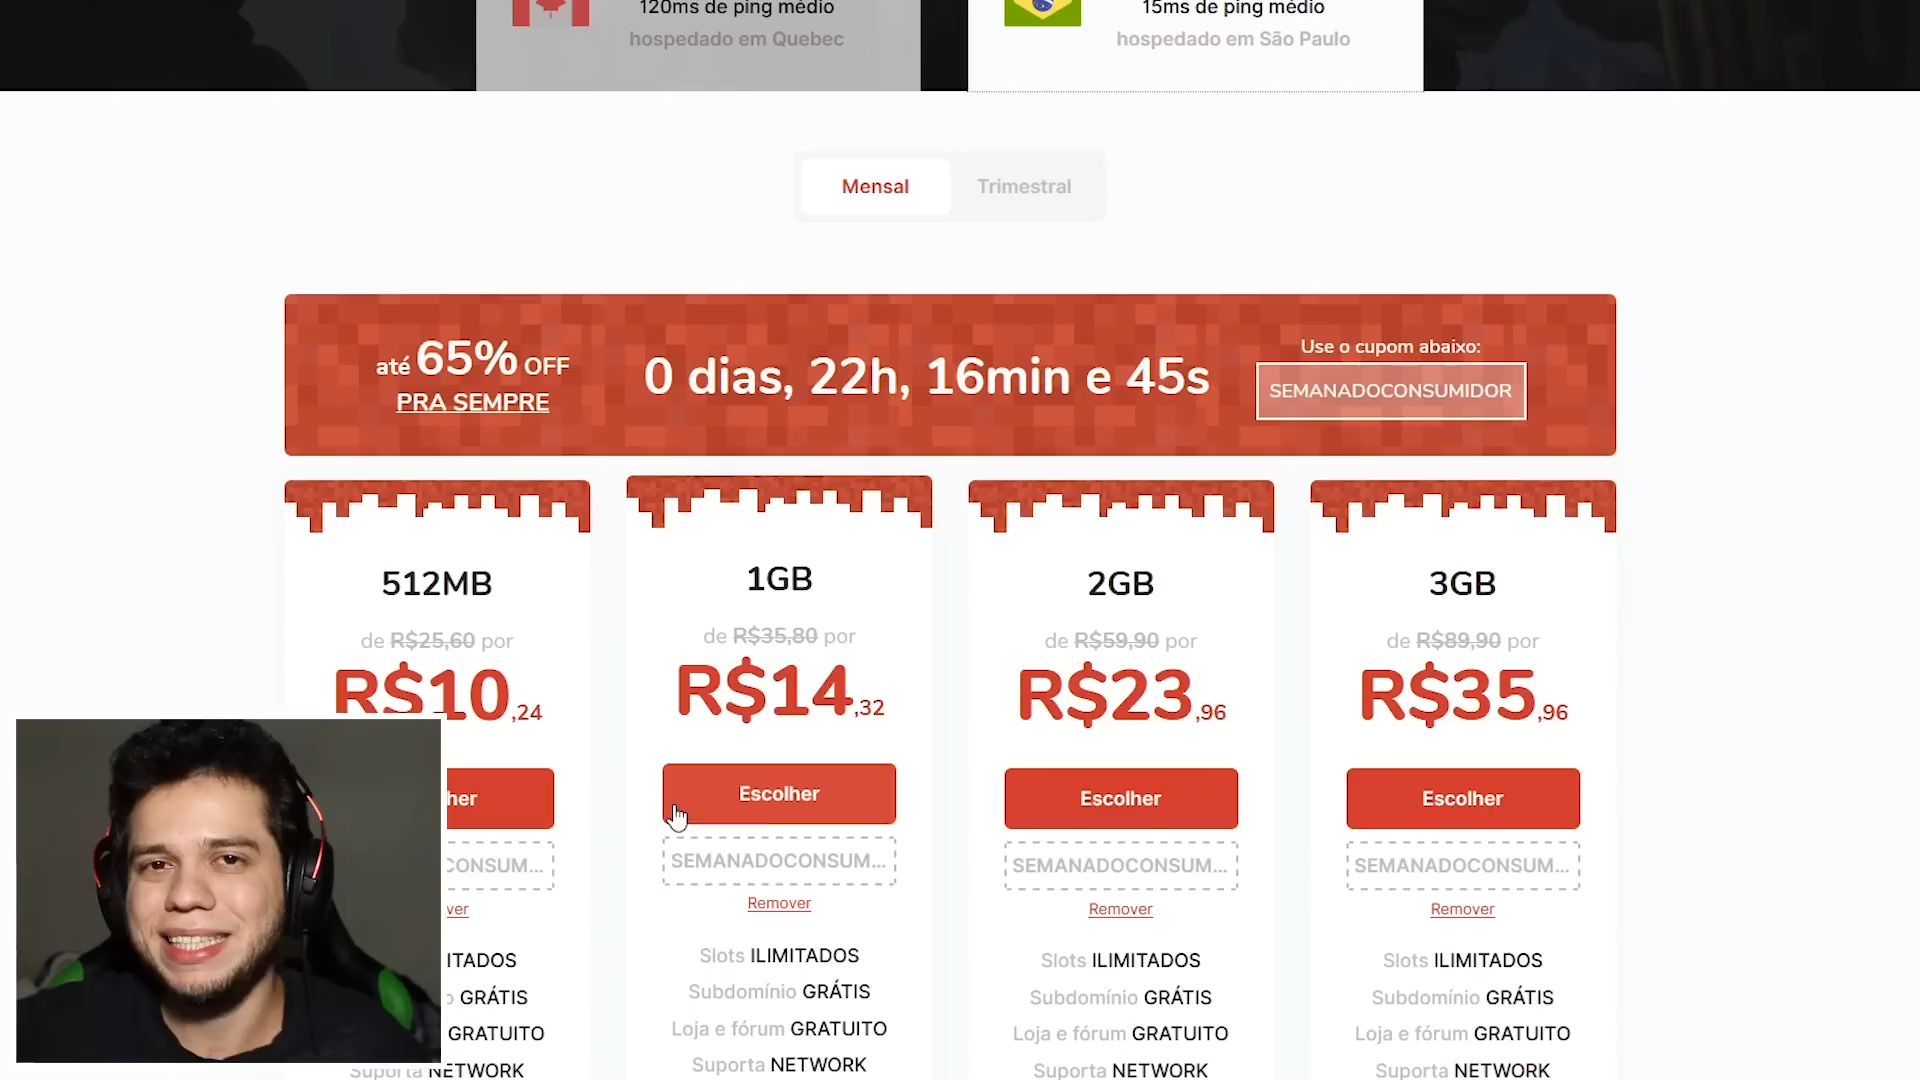 120ms de ping médio
hospedado em Quebec
15ms de ping médio
hospedado em São Paulo
Mensal
Trimestral
até 65% OFF
PRA SEMPRE
0 dias, 22h, 16min e 45s
Use o cupom abaixo:
SEMANADOCONSUMIDOR
512MB
de R$25,60 por
R$10,24
her
CONSUM...
ver
ITADOS
o GRÁTIS
GRATUITO
Suporta NETWORK
1GB
de R$35,80 por
R$14,32
Escolher
SEMANADOCONSUM...
Remover
Slots ILIMITADOS
Subdomínio GRÁTIS
Loja e fórum GRATUITO
Suporta NETWORK
2GB
de R$59,90 por
R$23,96
Escolher
SEMANADOCONSUM...
Remover
Slots ILIMITADOS
Subdomínio GRÁTIS
Loja e fórum GRATUITO
Suporta NETWORK
3GB
de R$89,90 por
R$35,96
Escolher
SEMANADOCONSUM...
Remover
Slots ILIMITADOS
Subdomínio GRÁTIS
Loja e fórum GRATUITO
Suporta NETWORK